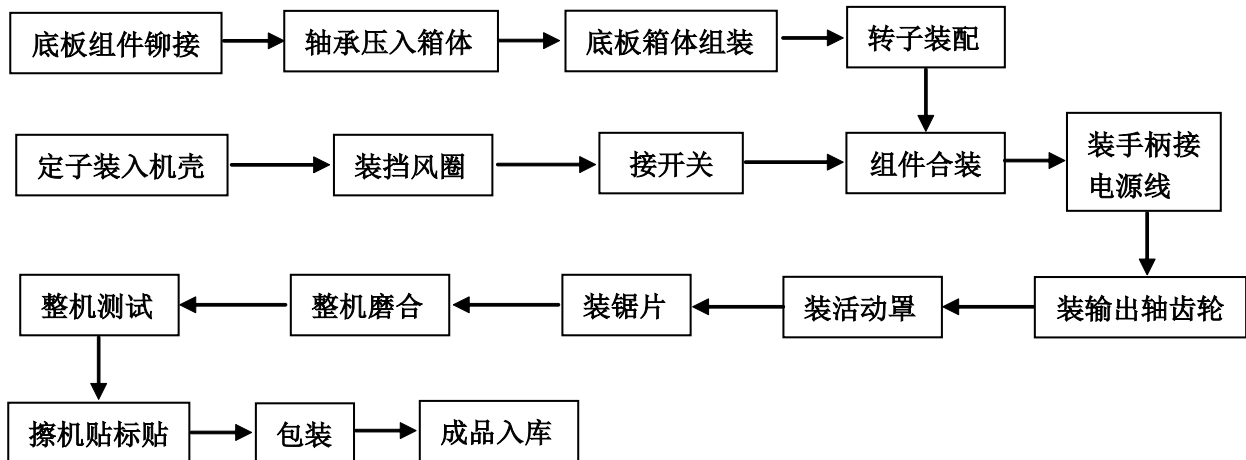 底板组件铆接
轴承压入箱体
底板箱体组装
转子装配
定子装入机壳
装挡风圈
接开关
组件合装
装手柄接
电源线
整机测试
整机磨合
装锯片
装活动罩
装输出轴齿轮
擦机贴标贴
包装
成品入库